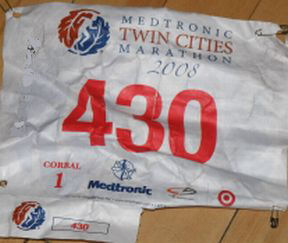 MEDTRONIC
TWIN CITIES
MARATHON
2008
430
CORRAL
1
Medtronic
430